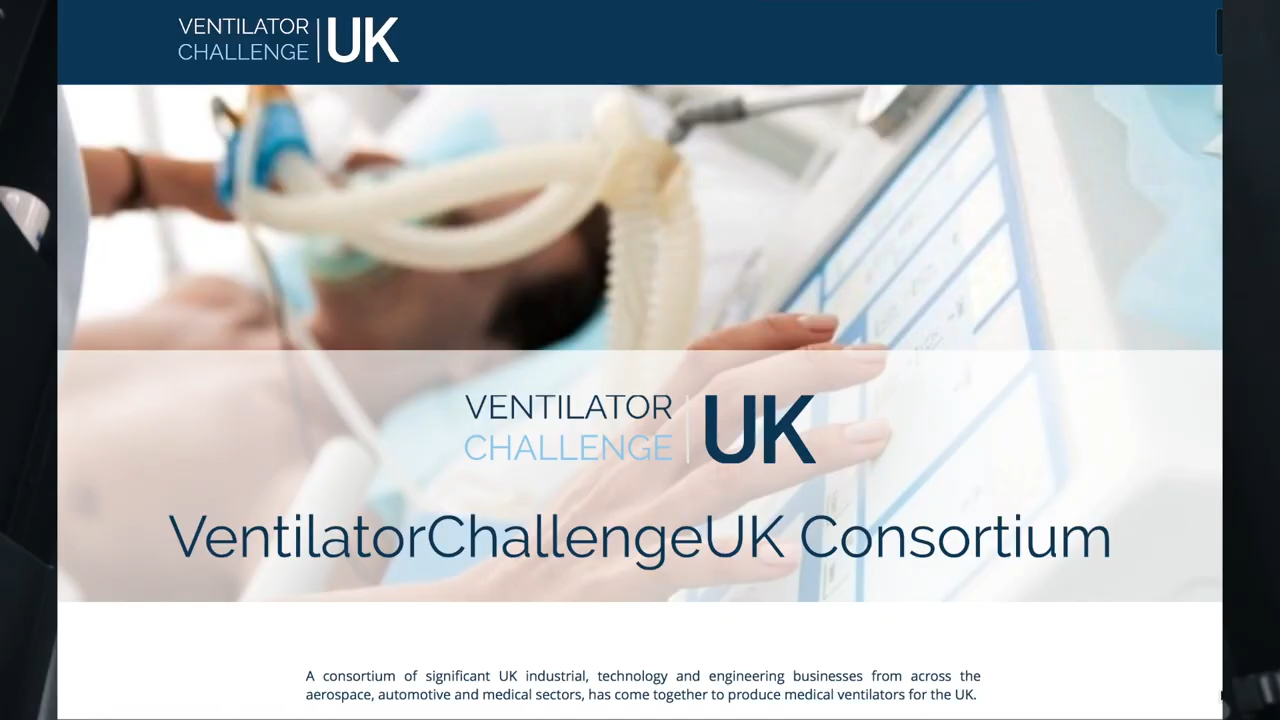 VENTILATOR
CHALLENGE
UK
VENTILATOR
CHALLENGE
UK
VentilatorChallengeUK Consortium
A consortium of significant UK industrial, technology and engineering businesses from across the
aerospace, automotive and medical sectors, has come together to produce medical ventilators for the UK.